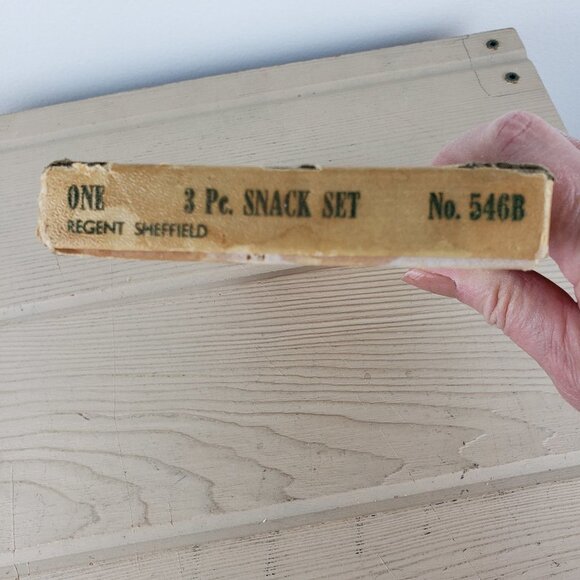 ONE 3 Pc. SNACK SET No. 546B
REGENT SHEFFIELD